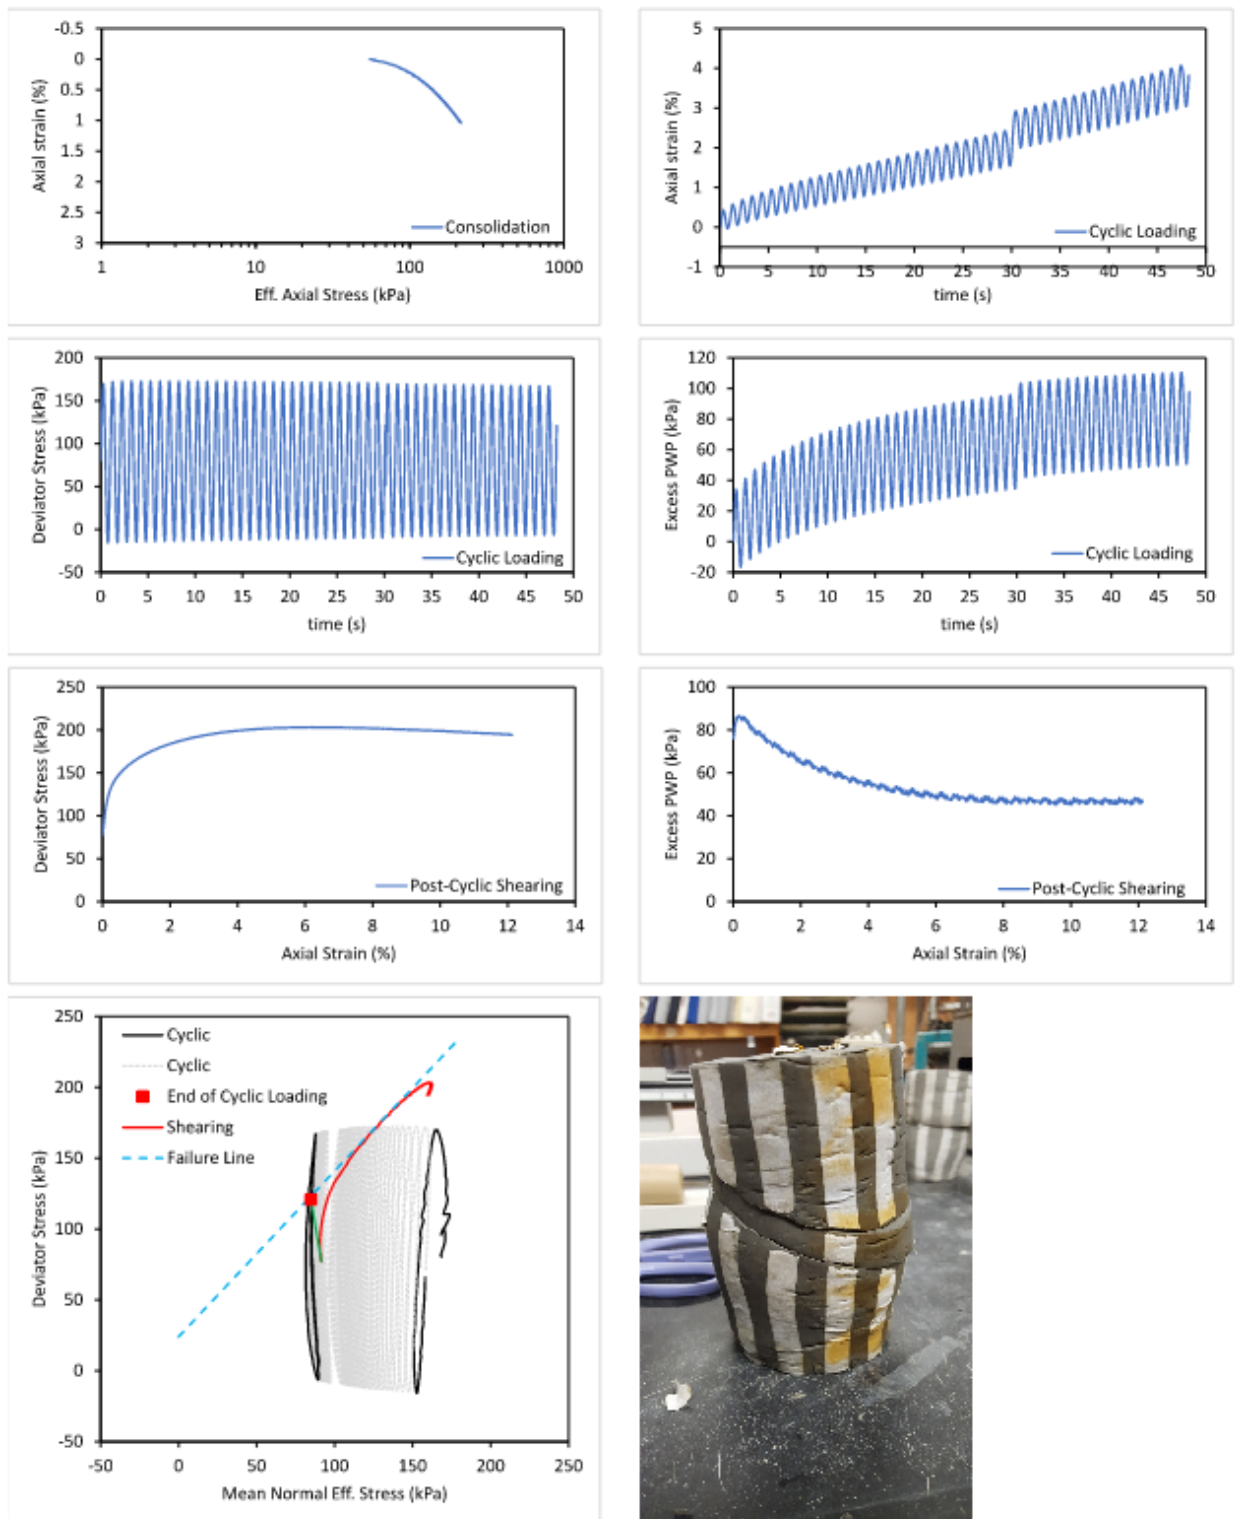 -0.5
0
0.5
1
1.5
2
2.5
3
Axial strain (%)
Consolidation
1 10 100 1000
Eff. Axial Stress (kPa)
5
4
3
2
1
0
-1
Axial strain (%)
Cyclic Loading
0 5 10 15 20 25 30 35 40 45 50
time (s)
200
150
100
50
0
-50
Deviator Stress (kPa)
Cyclic Loading
0 5 10 15 20 25 30 35 40 45 50
time (s)
120
100
80
60
40
20
0
-20
Excess PWP (kPa)
Cyclic Loading
0 5 10 15 20 25 30 35 40 45 50
time (s)
250
200
150
100
50
0
Deviator Stress (kPa)
Post-Cyclic Shearing
0 2 4 6 8 10 12 14
Axial Strain (%)
100
80
60
40
20
0
Excess PWP (kPa)
Post-Cyclic Shearing
0 2 4 6 8 10 12 14
Axial Strain (%)
250
200
150
100
50
0
-50
Deviator Stress (kPa)
Cyclic
Cyclic
End of Cyclic Loading
Shearing
Failure Line
-50 0 50 100 150 200 250
Mean Normal Eff. Stress (kPa)